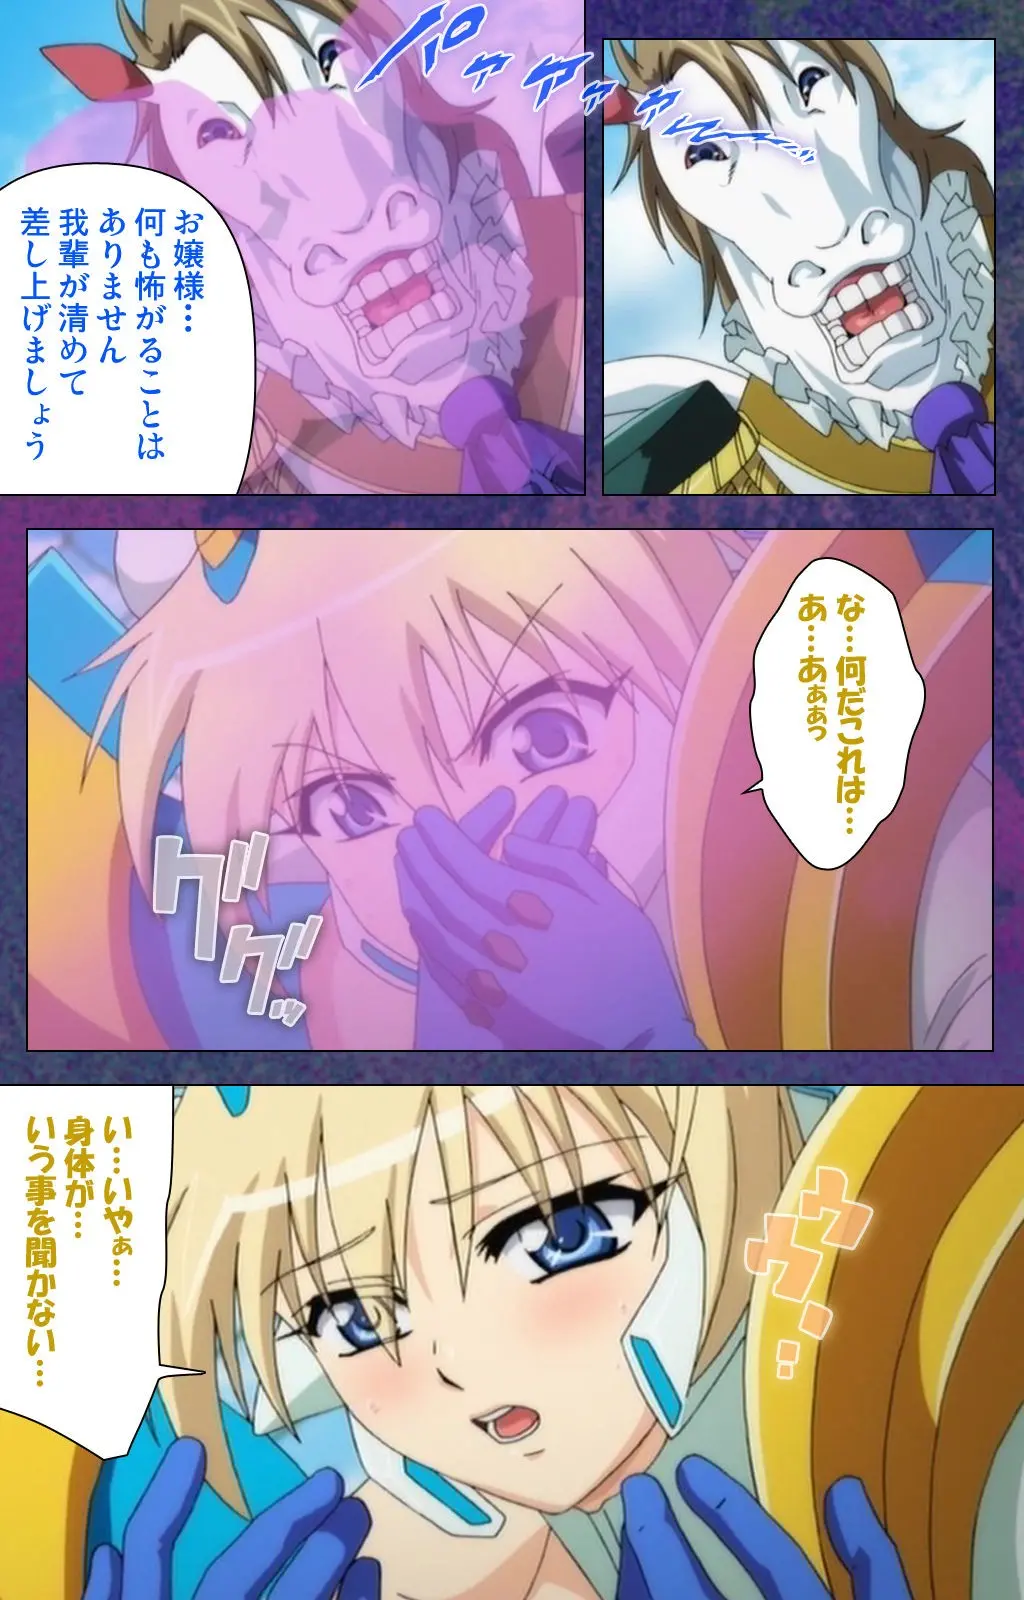 パァァァァ
お嬢様…
何も怖がることは
ありません
我輩が清めて
差し上げましょう
な…何だこれは…
あ…あぁぁっ
グググッ
い…いやぁ…
身体が…
いう事を聞かない…
ウウ…